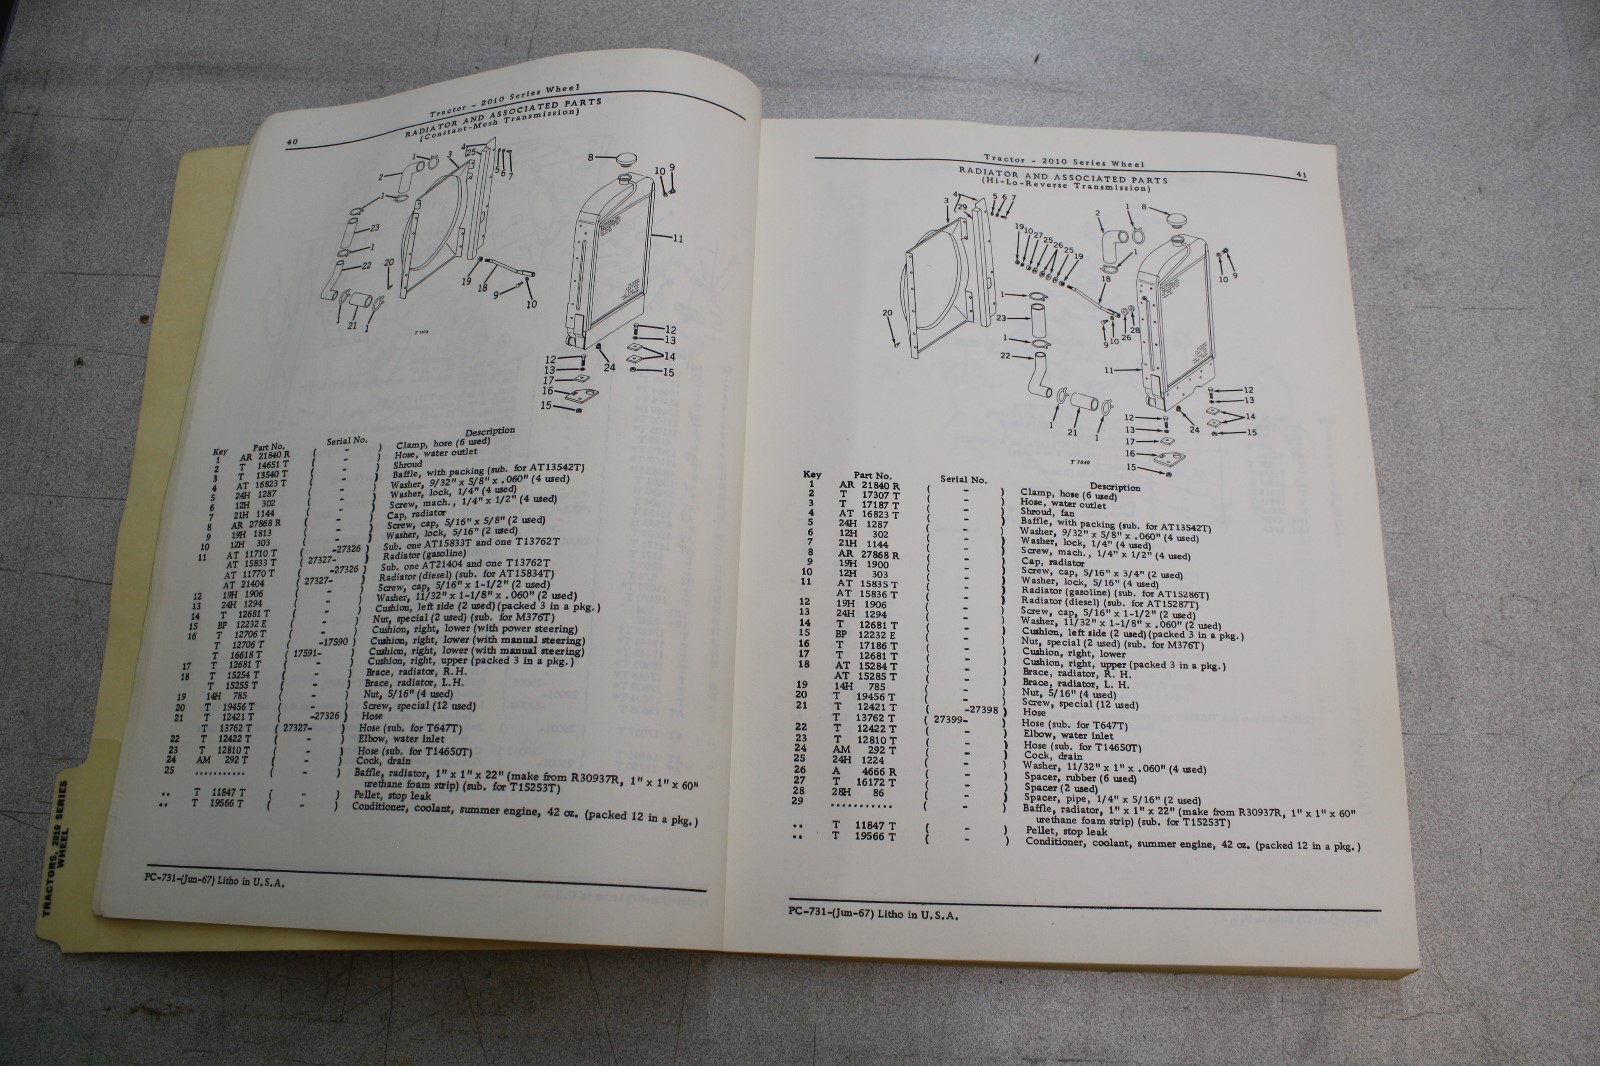 Tractor - 2010 Series Wheel
40
RADIATOR AND ASSOCIATED PARTS
(Constant-Mesh Transmission)
T 7604
Key Part No. Serial No. Description
1 AR 21840 R ( - ) Clamp, hose (6 used)
2 T 14651 T ( - ) Hose, water outlet
3 T 13540 T ( - ) Shroud
4 AT 16823 T ( - ) Baffle, with packing (sub. for AT13542T)
5 24H 1287 ( - ) Washer, 9/32" x 5/8" x .060" (4 used)
6 12H 302 ( - ) Washer, lock, 1/4" (4 used)
7 21H 1144 ( - ) Screw, mach., 1/4" x 1/2" (4 used)
8 AR 27868 R ( - ) Cap, radiator
9 19H 1813 ( - ) Screw, cap, 5/16" x 5/8" (2 used)
10 12H 303 ( - ) Washer, lock, 5/16" (2 used)
11 AT 11710 T ( -27326 ) Sub. one AT15833T and one T13762T
AT 15833 T ( 27327- ) Radiator (gasoline)
AT 11770 T ( -27326 ) Sub. one AT21404 and one T13762T
AT 21404 ( 27327- ) Radiator (diesel) (sub. for AT15834T)
12 19H 1906 ( - ) Screw, cap, 5/16" x 1-1/2" (2 used)
13 24H 1294 ( - ) Washer, 11/32" x 1-1/8" x .060" (2 used)
14 T 12681 T ( - ) Cushion, left side (2 used) (packed 3 in a pkg.)
15 BP 12232 E ( - ) Nut, special (2 used) (sub. for M376T)
16 T 12706 T ( - ) Cushion, right, lower (with power steering)
T 12706 T ( -17590 ) Cushion, right, lower (with manual steering)
T 16618 T ( 17591- ) Cushion, right, lower (with manual steering)
17 T 12681 T ( - ) Cushion, right, upper (packed 3 in a pkg.)
18 T 15254 T ( - ) Brace, radiator, R.H.
T 15255 T ( - ) Brace, radiator, L.H.
19 14H 785 ( - ) Nut, 5/16" (4 used)
20 T 19456 T ( - ) Screw, special (12 used)
21 T 12421 T ( -27326 ) Hose
T 13762 T ( 27327- ) Hose (sub. for T647T)
22 T 12422 T ( - ) Elbow, water inlet
23 T 12810 T ( - ) Hose (sub. for T14650T)
24 AM 292 T ( - ) Cock, drain
25 ........... ( - ) Baffle, radiator, 1" x 1" x 22" (make from R30937R, 1" x 1" x 60"
urethane foam strip) (sub. for T15253T)
.. T 11847 T ( - ) Pellet, stop leak
.. T 19566 T ( - ) Conditioner, coolant, summer engine, 42 oz. (packed 12 in a pkg.)
PC-731-(Jun-67) Litho in U.S.A.
TRACTORS, 2010 SERIES
WHEEL
Tractor - 2010 Series Wheel
41
RADIATOR AND ASSOCIATED PARTS
(Hi-Lo-Reverse Transmission)
Key Part No. Serial No. Description
1 AR 21840 R ( - ) Clamp, hose (6 used)
2 T 17307 T ( - ) Hose, water outlet
3 T 17187 T ( - ) Shroud, fan
4 AT 16823 T ( - ) Baffle, with packing (sub. for AT13542T)
5 24H 1287 ( - ) Washer, 9/32" x 5/8" x .060" (4 used)
6 12H 302 ( - ) Washer, lock, 1/4" (4 used)
7 21H 1144 ( - ) Screw, mach., 1/4" x 1/2" (4 used)
8 AR 27868 R ( - ) Cap, radiator
9 19H 1900 ( - ) Screw, cap, 5/16" x 3/4" (2 used)
10 12H 303 ( - ) Washer, lock, 5/16" (4 used)
11 AT 15835 T ( - ) Radiator (gasoline) (sub. for AT15286T)
AT 15836 T ( - ) Radiator (diesel) (sub. for AT15287T)
12 19H 1906 ( - ) Screw, cap, 5/16" x 1-1/2" (2 used)
13 24H 1294 ( - ) Washer, 11/32" x 1-1/8" x .060" (2 used)
14 T 12681 T ( - ) Cushion, left side (2 used) (packed 3 in a pkg.)
15 BP 12232 E ( - ) Nut, special (2 used) (sub. for M376T)
16 T 17186 T ( - ) Cushion, right, lower
17 T 12681 T ( - ) Cushion, right, upper (packed 3 in a pkg.)
18 AT 15284 T ( - ) Brace, radiator, R. H.
AT 15285 T ( - ) Brace, radiator, L. H.
19 14H 785 ( - ) Nut, 5/16" (4 used)
20 T 19456 T ( - ) Screw, special (12 used)
21 T 12421 T ( -27398 ) Hose
T 13762 T ( 27399- ) Hose (sub. for T647T)
22 T 12422 T ( - ) Elbow, water inlet
23 T 12810 T ( - ) Hose (sub. for T14650T)
24 AM 292 T ( - ) Cock, drain
25 24H 1224 ( - ) Washer, 11/32" x 1" x .060" (4 used)
26 A 4666 R ( - ) Spacer, rubber (6 used)
27 T 16172 T ( - ) Spacer (2 used)
28 28H 86 ( - ) Spacer, pipe, 1/4" x 5/16" (2 used)
29 ........... ( - ) Baffle, radiator, 1" x 1" x 22" (make from R30937R, 1" x 1" x 60"
urethane foam strip) (sub. for T15253T)
.. T 11847 T ( - ) Pellet, stop leak
.. T 19566 T ( - ) Conditioner, coolant, summer engine, 42 oz. (packed 12 in a pkg.)
PC-731-(Jun-67) Litho in U.S.A.